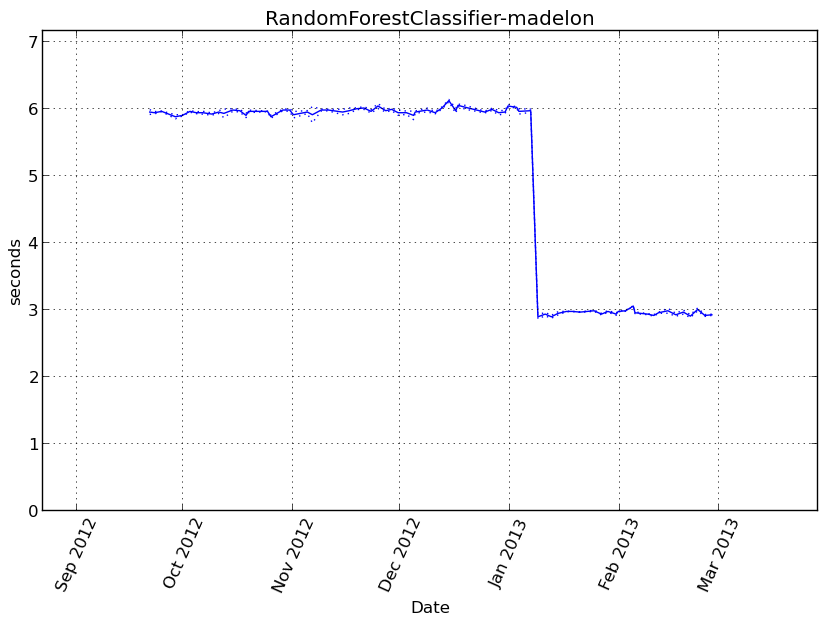 RandomForestClassifier-madelon
7
6
5
4
3
2
1
0
seconds
Sep 2012
Oct 2012
Nov 2012
Dec 2012
Jan 2013
Feb 2013
Mar 2013
Date